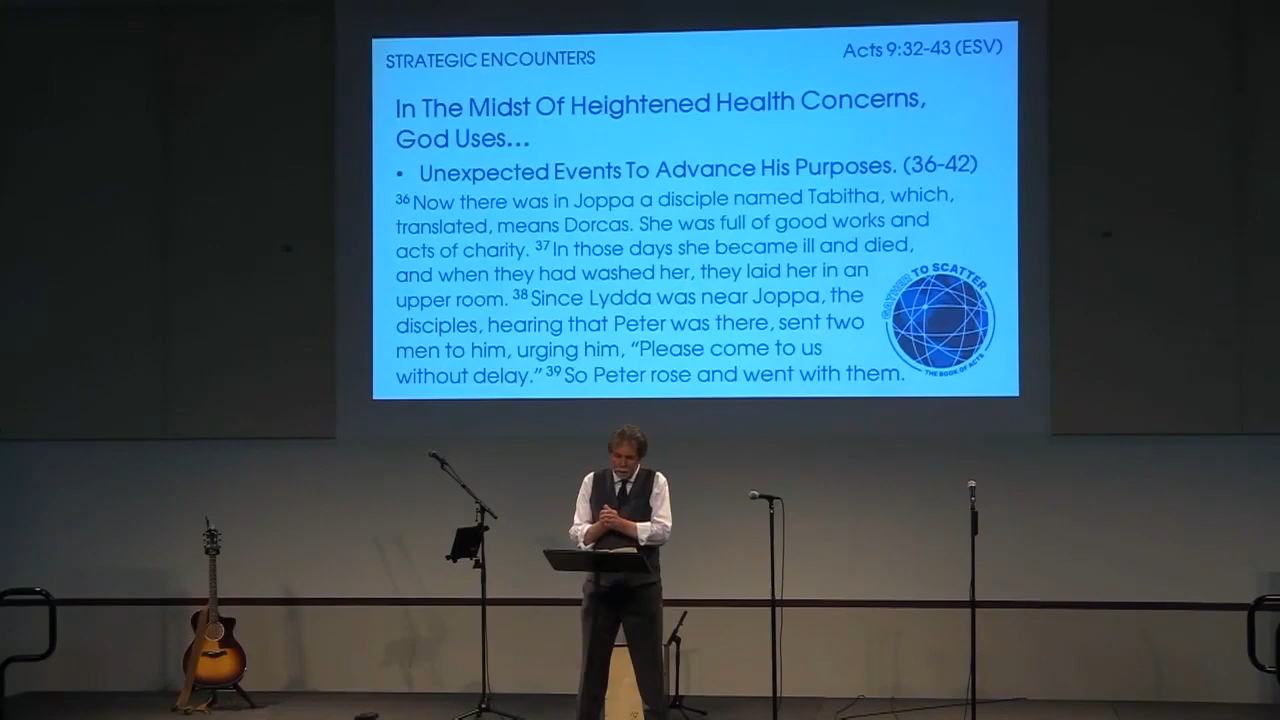 STRATEGIC ENCOUNTERS
Acts 9:32-43 (ESV)
In The Midst Of Heightened Health Concerns,
God Uses...
• Unexpected Events To Advance His Purposes. (36-42)
36 Now there was in Joppa a disciple named Tabitha, which,
translated, means Dorcas. She was full of good works and
acts of charity. 37 In those days she became ill and died,
and when they had washed her, they laid her in an
upper room. 38 Since Lydda was near Joppa, the
disciples, hearing that Peter was there, sent two
men to him, urging him, “Please come to us
without delay.” 39 So Peter rose and went with them.
GATHER TO SCATTER
THE BOOK OF ACTS